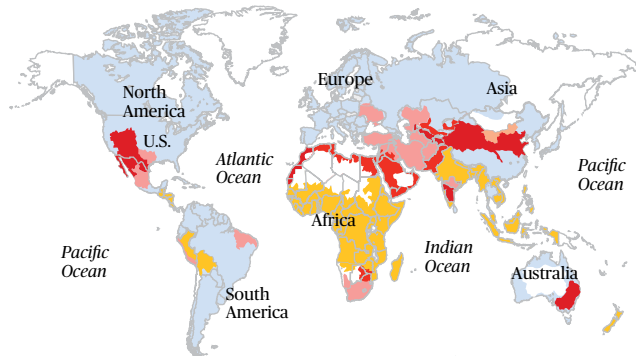 North
America
U.S.
Europe
Asia
Atlantic
Ocean
Pacific
Ocean
Africa
Indian
Ocean
Pacific
Ocean
South
America
Australia